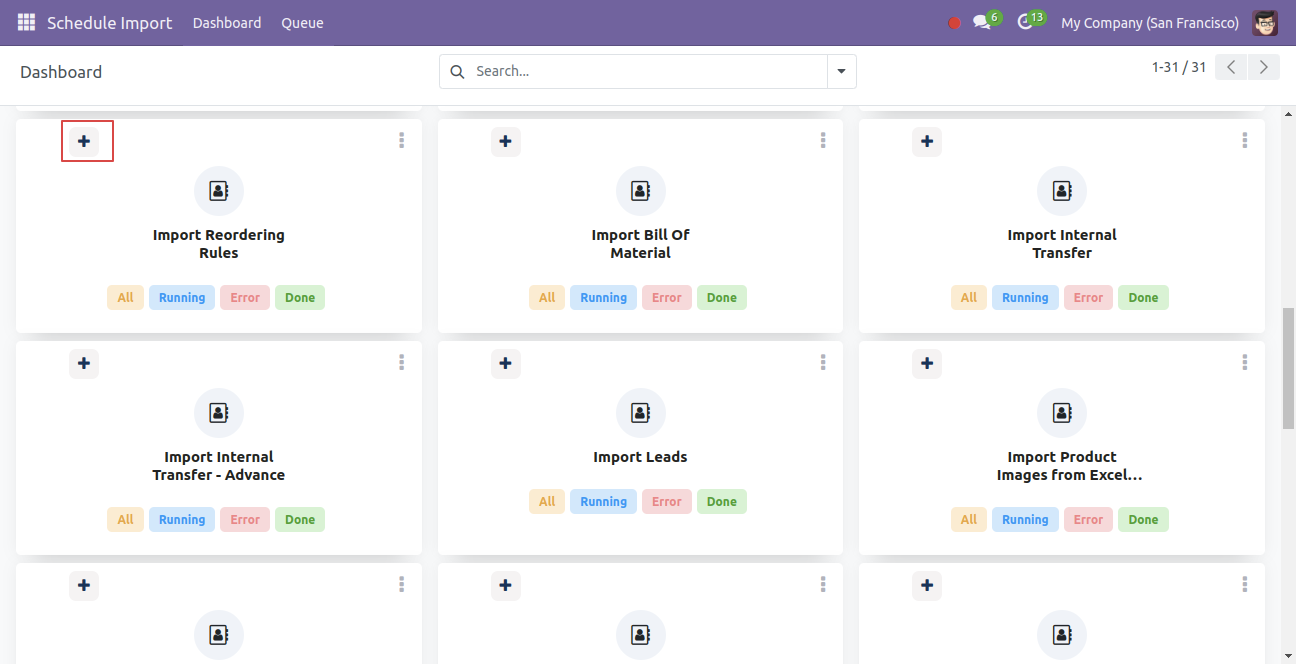 Schedule Import Dashboard Queue 6 13 My Company (San Francisco)
Dashboard Search... 1-31 / 31
Import Reordering
Rules
All Running Error Done
Import Bill Of
Material
All Running Error Done
Import Internal
Transfer
All Running Error Done
Import Internal
Transfer - Advance
All Running Error Done
Import Leads
All Running Error Done
Import Product
Images from Excel...
All Running Error Done